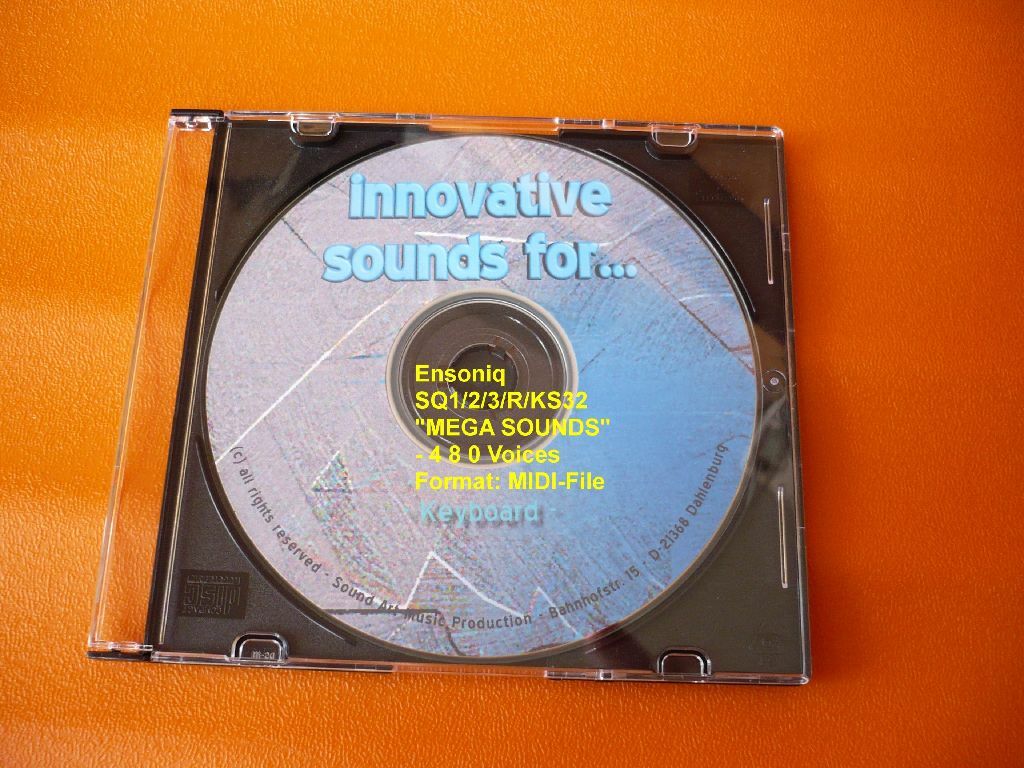 innovative
sounds for...
Ensoniq
SQ1/2/3/R/KS32
"MEGA SOUNDS"
- 4 8 0 Voices
Format: MIDI-File
- Keyboard -
(c) all rights reserved - Sound Art Music Production - Bahnhofstr. 15 - D-21368 Dahlenburg